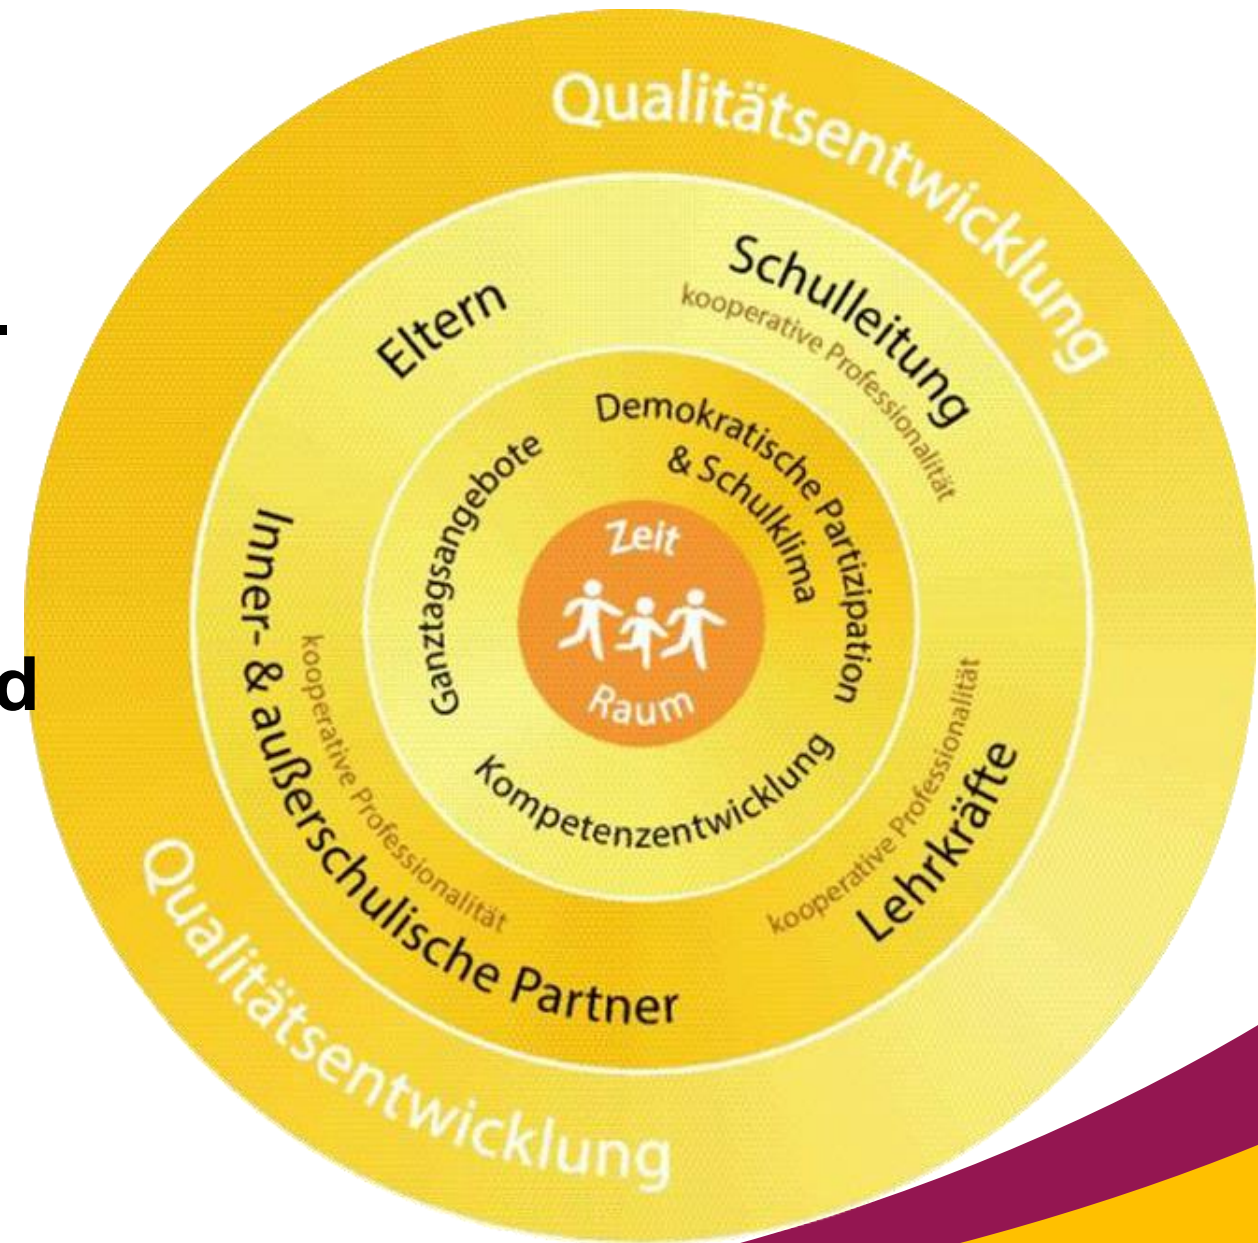 Qualitätsentwicklung
Schulleitung
kooperative Professionalität
Eltern
Demokratische Partizipation
& Schulklima
Ganztagsangebote
Zeit
Raum
Inner- & außerschulische Partner
kooperative Professionalität
Kompetenzentwicklung
kooperative Professionalität
Lehrkräfte
Qualitätsentwicklung
d